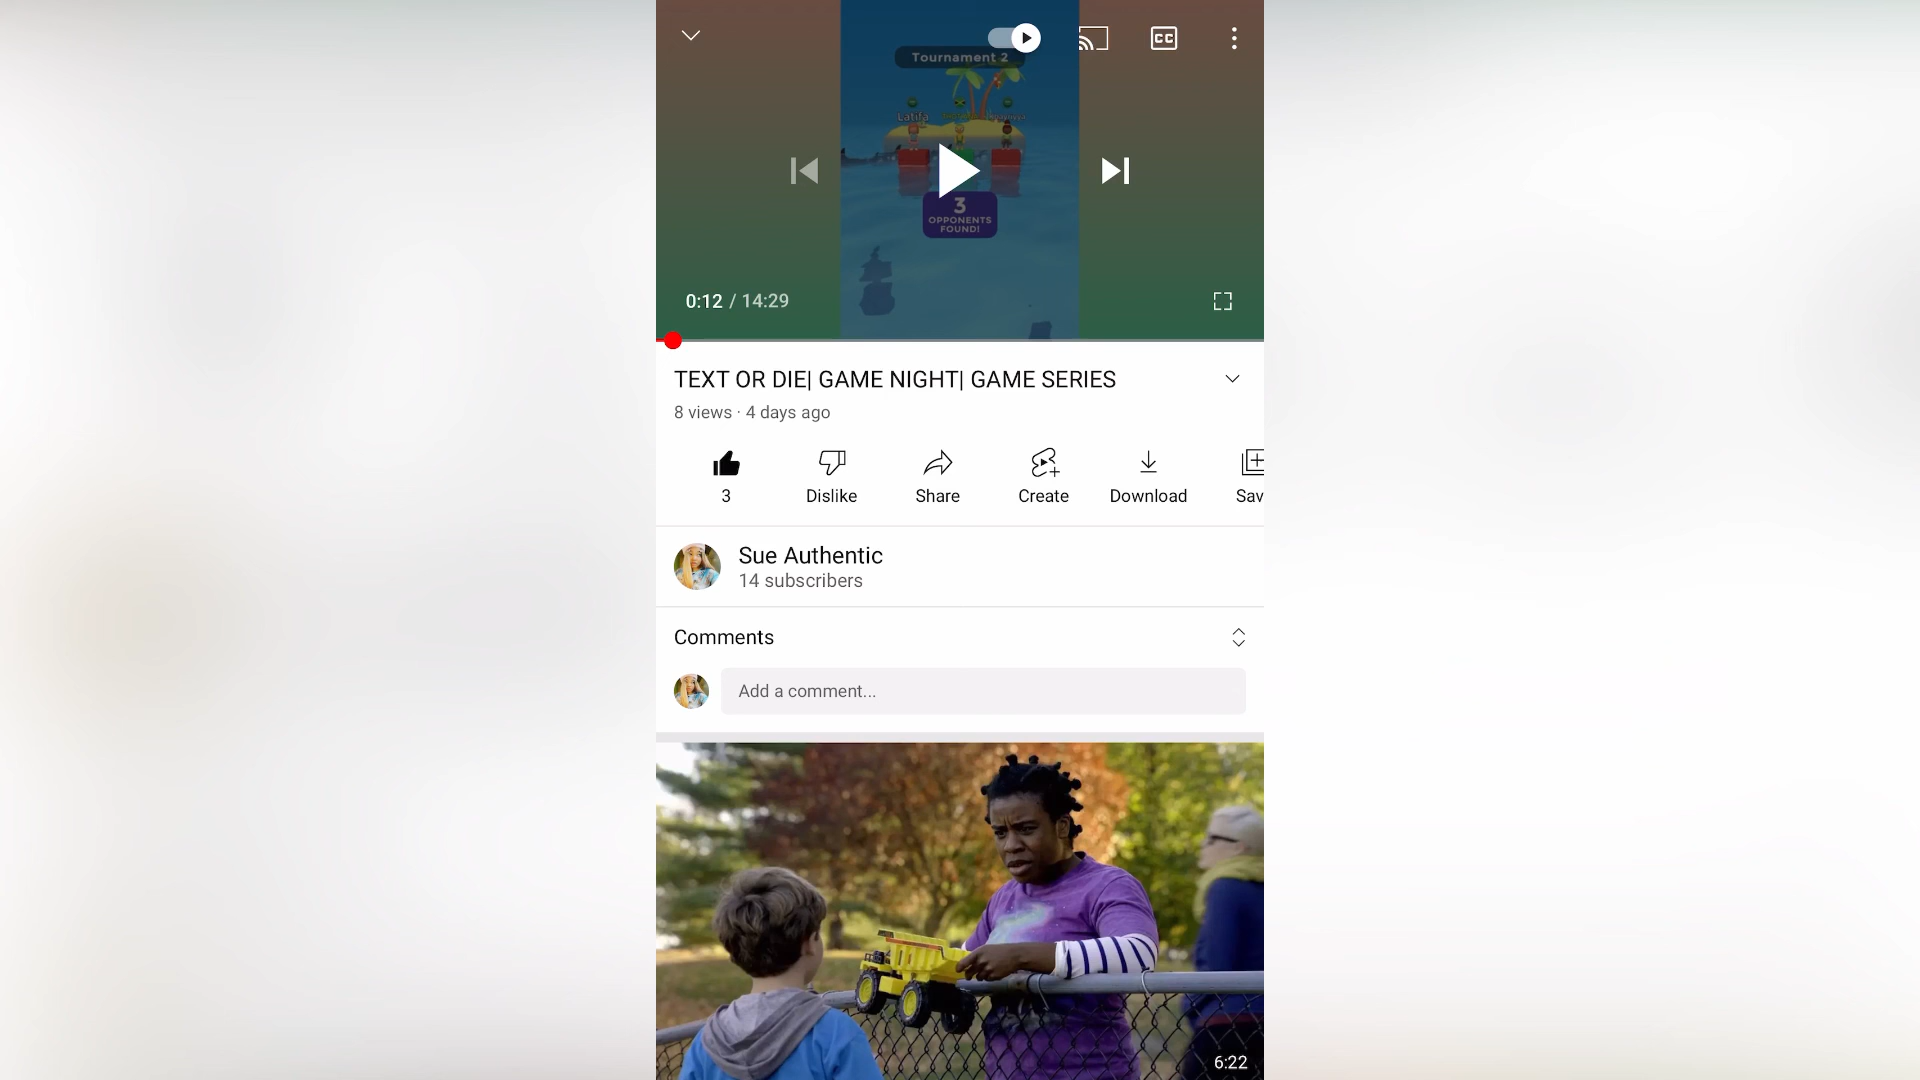 CC
Tournament 2
Latifa
3
OPPONENTS
FOUND!
0:12 / 14:29
TEXT OR DIE| GAME NIGHT| GAME SERIES
8 views · 4 days ago
3
Dislike
Share
Create
Download
Sav
Sue Authentic
14 subscribers
Comments
Add a comment...
6:22